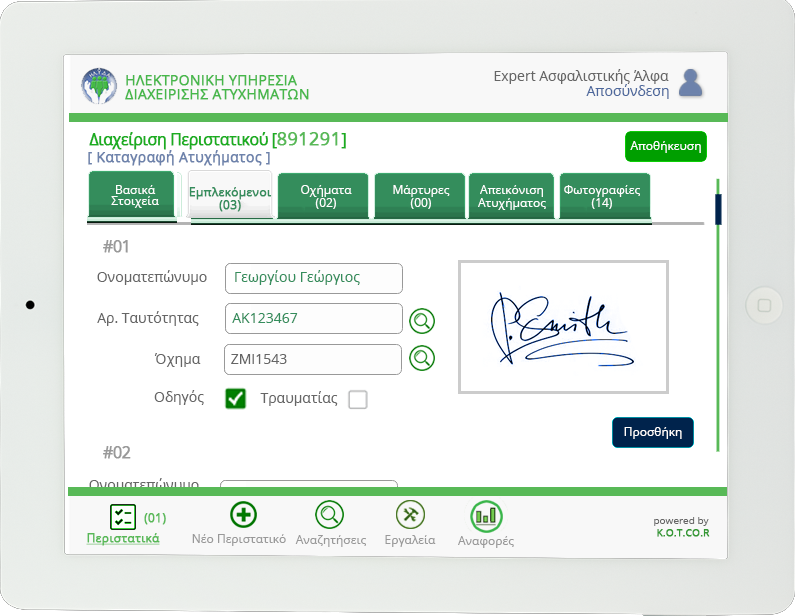 ΗΛΕΚΤΡΟΝΙΚΗ ΥΠΗΡΕΣΙΑ
ΔΙΑΧΕΙΡΙΣΗΣ ΑΤΥΧΗΜΑΤΩΝ
Expert Ασφαλιστικής Άλφα
Αποσύνδεση
Διαχείριση Περιστατικού [891291]
[ Καταγραφή Ατυχήματος ]
Αποθήκευση
Βασικά
Στοιχεία
Εμπλεκόμενοι
(03)
Οχήματα
(02)
Μάρτυρες
(00)
Απεικόνιση
Ατυχήματος
Φωτογραφίες
(14)
#01
Ονοματεπώνυμο
Γεωργίου Γεώργιος
Αρ. Ταυτότητας
ΑΚ123467
Όχημα
ΖΜΙ1543
Οδηγός
Τραυματίας
P. Smith
Προσθήκη
#02
Ονοματεπώνυμο
(01)
Περιστατικά
Νέο Περιστατικό
Αναζητήσεις
Εργαλεία
Αναφορές
powered by
K.O.T.CO.R